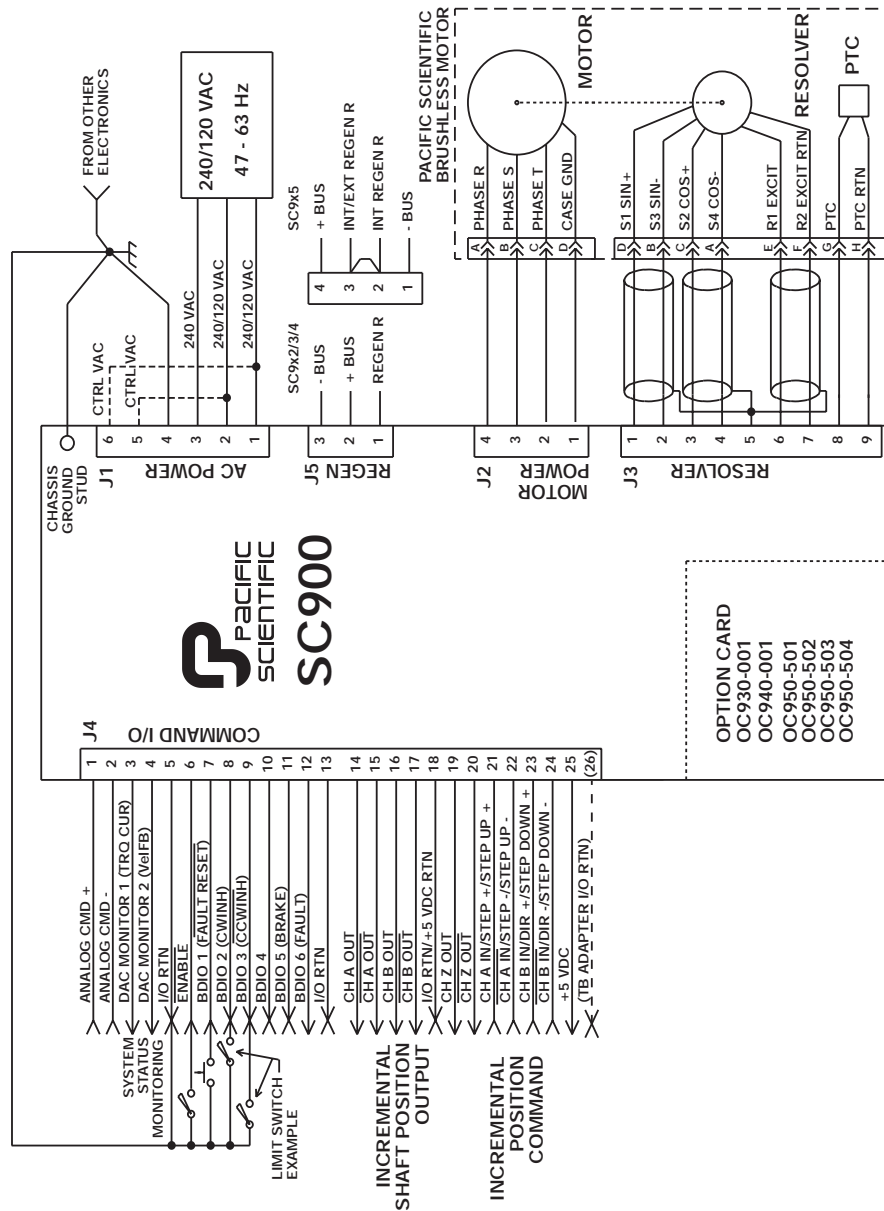 FROM OTHER
ELECTRONICS
240/120 VAC
47 - 63 Hz
CHASSIS
GROUND
STUD
J1
AC POWER
6
5
4
3
2
1
CTRL VAC
CTRL VAC
240 VAC
240/120 VAC
240/120 VAC
J5
REGEN
3
2
1
SC9x2/3/4
- BUS
+ BUS
REGEN R
SC9x5
4
3
2
1
+ BUS
INT/EXT REGEN R
INT REGEN R
- BUS
PACIFIC SCIENTIFIC
BRUSHLESS MOTOR
J2
MOTOR
POWER
4
3
2
1
A
B
C
D
PHASE R
PHASE S
PHASE T
CASE GND
MOTOR
J3
RESOLVER
1
2
3
4
5
6
7
8
9
D
B
C
A
E
F
G
H
S1 SIN+
S3 SIN-
S2 COS+
S4 COS-
R1 EXCIT
R2 EXCIT RTN
PTC
PTC RTN
RESOLVER
PTC
PACIFIC
SCIENTIFIC
SC900
OPTION CARD
OC930-001
OC940-001
OC950-501
OC950-502
OC950-503
OC950-504
J4
COMMAND I/O
1
2
3
4
5
6
7
8
9
10
11
12
13
14
15
16
17
18
19
20
21
22
23
24
25
(26)
ANALOG CMD +
ANALOG CMD -
DAC MONITOR 1 (TRQ CUR)
DAC MONITOR 2 (VelFB)
I/O RTN
ENABLE
BDIO 1 (FAULT RESET)
BDIO 2 (CWINH)
BDIO 3 (CCWINH)
BDIO 4
BDIO 5 (BRAKE)
BDIO 6 (FAULT)
I/O RTN
CH A OUT
CH A OUT
CH B OUT
CH B OUT
I/O RTN/+5 VDC RTN
CH Z OUT
CH Z OUT
CH A IN/STEP +/STEP UP +
CH A IN/STEP -/STEP UP -
CH B IN/DIR +/STEP DOWN +
CH B IN/DIR -/STEP DOWN -
+5 VDC
(TB ADAPTER I/O RTN)
SYSTEM
STATUS
MONITORING
LIMIT SWITCH
EXAMPLE
INCREMENTAL
SHAFT POSITION
OUTPUT
INCREMENTAL
POSITION
COMMAND